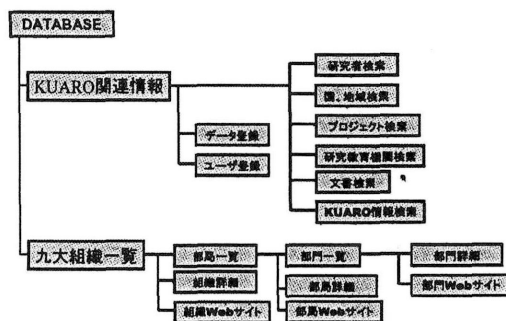 DATABASE
KUARO関連情報
研究者検索
国、地域検索
プロジェクト検索
研究教育機関検索
文書検索
KUARO情報検索
データ登録
ユーザ登録
九大組織一覧
部局一覧
部門一覧
部門詳細
組織詳細
部局詳細
部門Webサイト
組織Webサイト
部局Webサイト